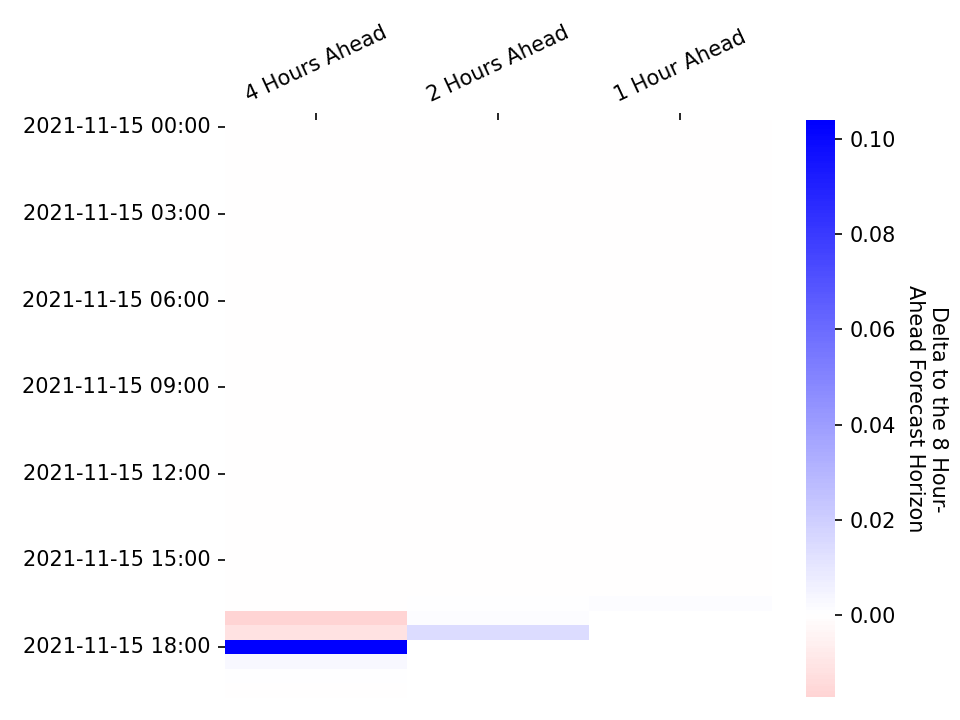 4 Hours Ahead
2 Hours Ahead
1 Hour Ahead
2021-11-15 00:00
2021-11-15 03:00
2021-11-15 06:00
2021-11-15 09:00
2021-11-15 12:00
2021-11-15 15:00
2021-11-15 18:00
0.10
0.08
0.06
0.04
0.02
0.00
Delta to the 8 Hour-
Ahead Forecast Horizon